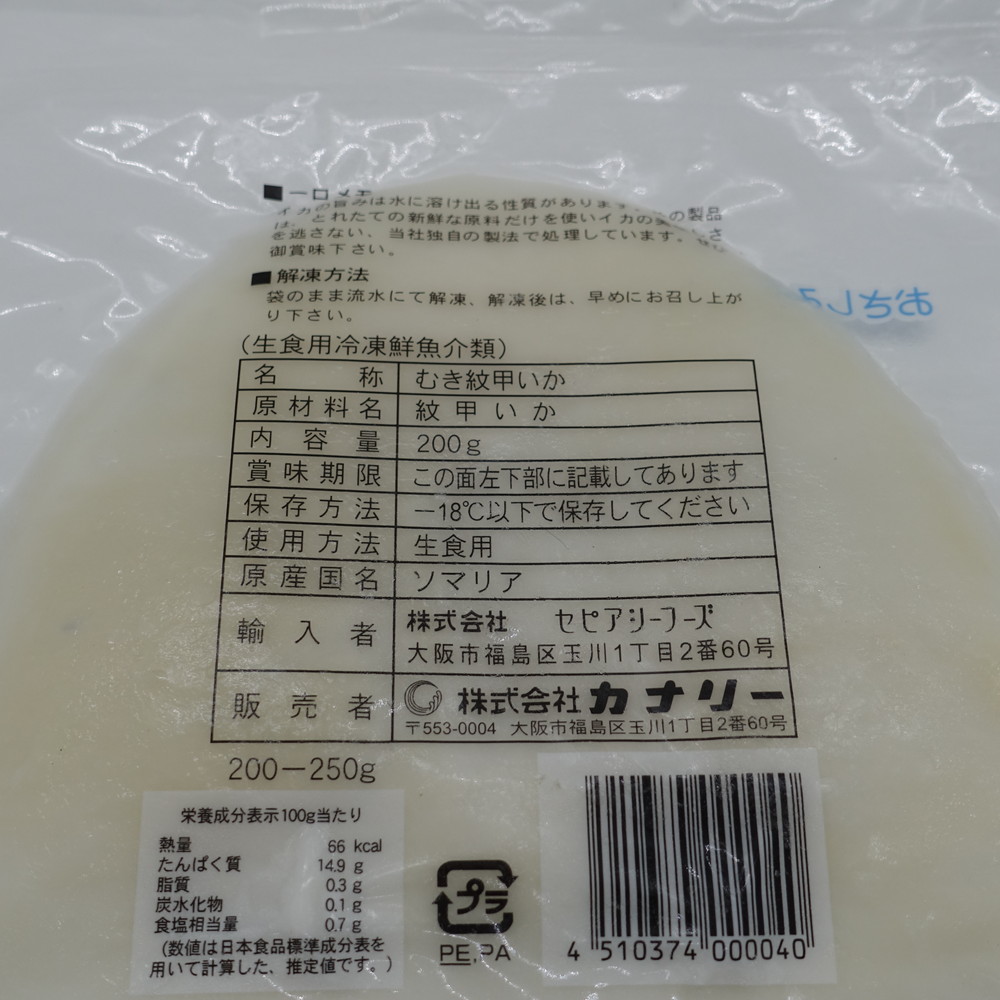 ■一口メモ
イカの旨みは水に溶け出る性質があります
は、とれたての新鮮な原料だけを使いイカの の製品
を逃さない、当社独自の製法で処理しています。
御賞味下さい。
■解凍方法
袋のまま流水にて解凍、解凍後は、早めにお召し上が
り下さい。
(生食用冷凍鮮魚介類)
名称 むき紋甲いか
原材料名 紋甲いか
内容量 200g
賞味期限 この面左下部に記載してあります
保存方法 －18℃以下で保存してください
使用方法 生食用
原産国名 ソマリア
輸入者 株式会社 セピアシーフーズ
大阪市福島区玉川1丁目2番60号
販売者 株式会社カナリー
〒553-0004 大阪市福島区玉川1丁目2番60号
200－250g
栄養成分表示100g当たり
熱量 66 kcal
たんぱく質 14.9 g
脂質 0.3 g
炭水化物 0.1 g
食塩相当量 0.7 g
(数値は日本食品標準成分表を
用いて計算した、推定値です。)
プラ
PE,PA
4 510374 000040